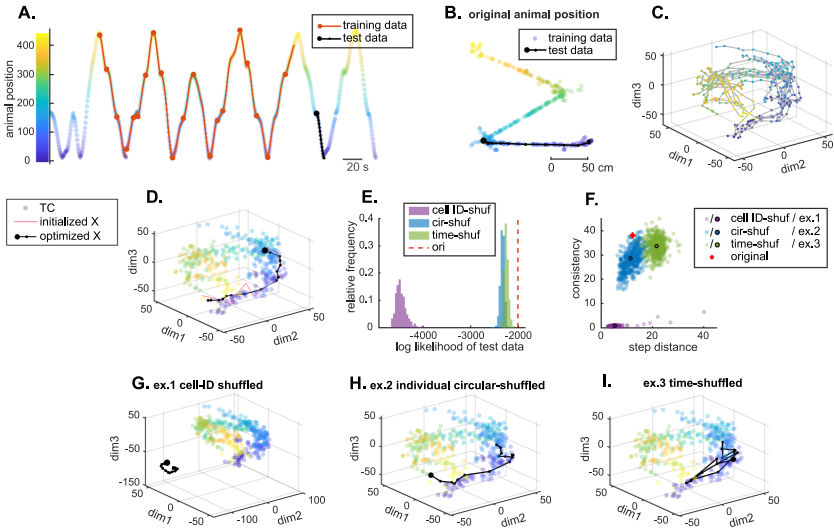 A.
training data
test data
animal position
400
300
200
100
0
20 s
B. original animal position
training data
test data
0 50 cm
C.
dim3
50
0
-50
50
0
dim1
-50
-50
0
dim2
50
TC
initialized X
optimized X
D.
dim3
50
0
-50
50
0
dim1
-50
-50
0
dim2
50
E.
cell ID-shuf
cir-shuf
time-shuf
ori
relative frequency
0.4
0.2
0
-4000 -3000 -2000
log likelihood of test data
F.
consistency
60
40
20
0
0 20 40
step distance
/ cell ID-shuf / ex.1
/ cir-shuf / ex.2
/ time-shuf / ex.3
original
G. ex.1 cell-ID shuffled
dim3
50
-50
-150
50
0
dim1
-50
-100
0
dim2
100
H. ex.2 individual circular-shuffled
dim3
50
0
-50
50
0
dim1
-50
-50
0
dim2
50
I. ex.3 time-shuffled
dim3
50
0
-50
50
0
dim1
-50
-50
0
dim2
50